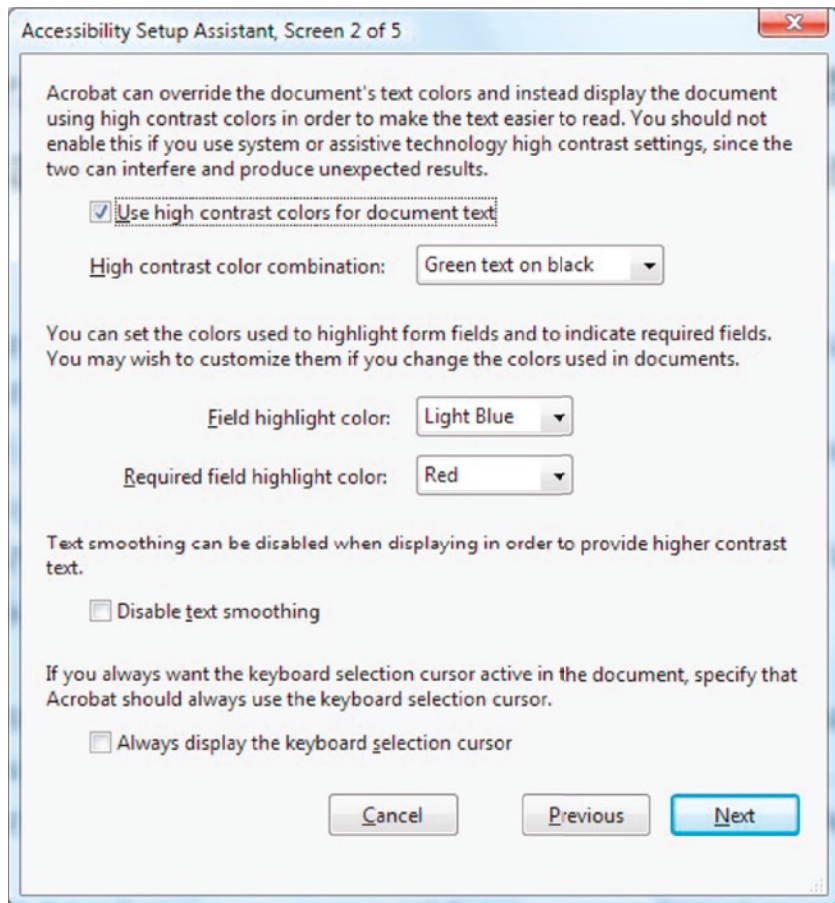 Accessibility Setup Assistant, Screen 2 of 5
Acrobat can override the document's text colors and instead display the document
using high contrast colors in order to make the text easier to read. You should not
enable this if you use system or assistive technology high contrast settings, since the
two can interfere and produce unexpected results.
Use high contrast colors for document text
High contrast color combination: Green text on black
You can set the colors used to highlight form fields and to indicate required fields.
You may wish to customize them if you change the colors used in documents.
Field highlight color: Light Blue
Required field highlight color: Red
Text smoothing can be disabled when displaying in order to provide higher contrast
text.
Disable text smoothing
If you always want the keyboard selection cursor active in the document, specify that
Acrobat should always use the keyboard selection cursor.
Always display the keyboard selection cursor
Cancel Previous Next